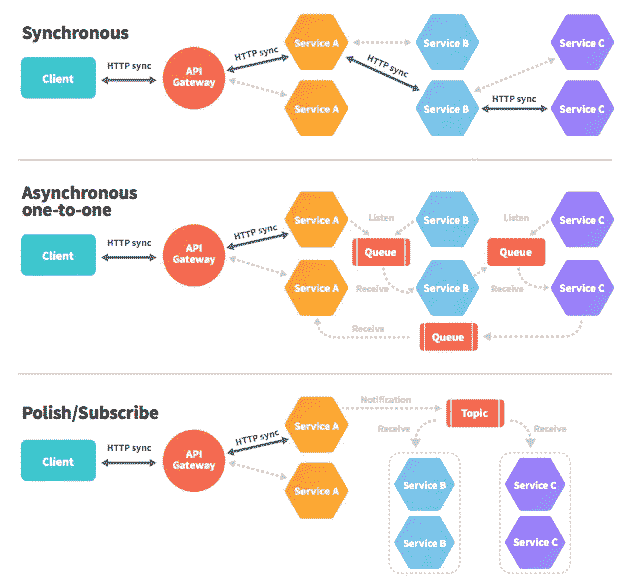 Synchronous
Client
HTTP sync
API
Gateway
HTTP sync
Service A
Service A
HTTP sync
Service B
Service B
HTTP sync
Service C
Service C
Asynchronous
one-to-one
Client
HTTP sync
API
Gateway
HTTP sync
Service A
Service A
Listen
Queue
Receive
Service B
Service B
Listen
Queue
Receive
Service C
Service C
Receive
Queue
Polish/Subscribe
Client
HTTP sync
API
Gateway
HTTP sync
Service A
Service A
Notification
Topic
Receive
Receive
Service B
Service B
Service C
Service C